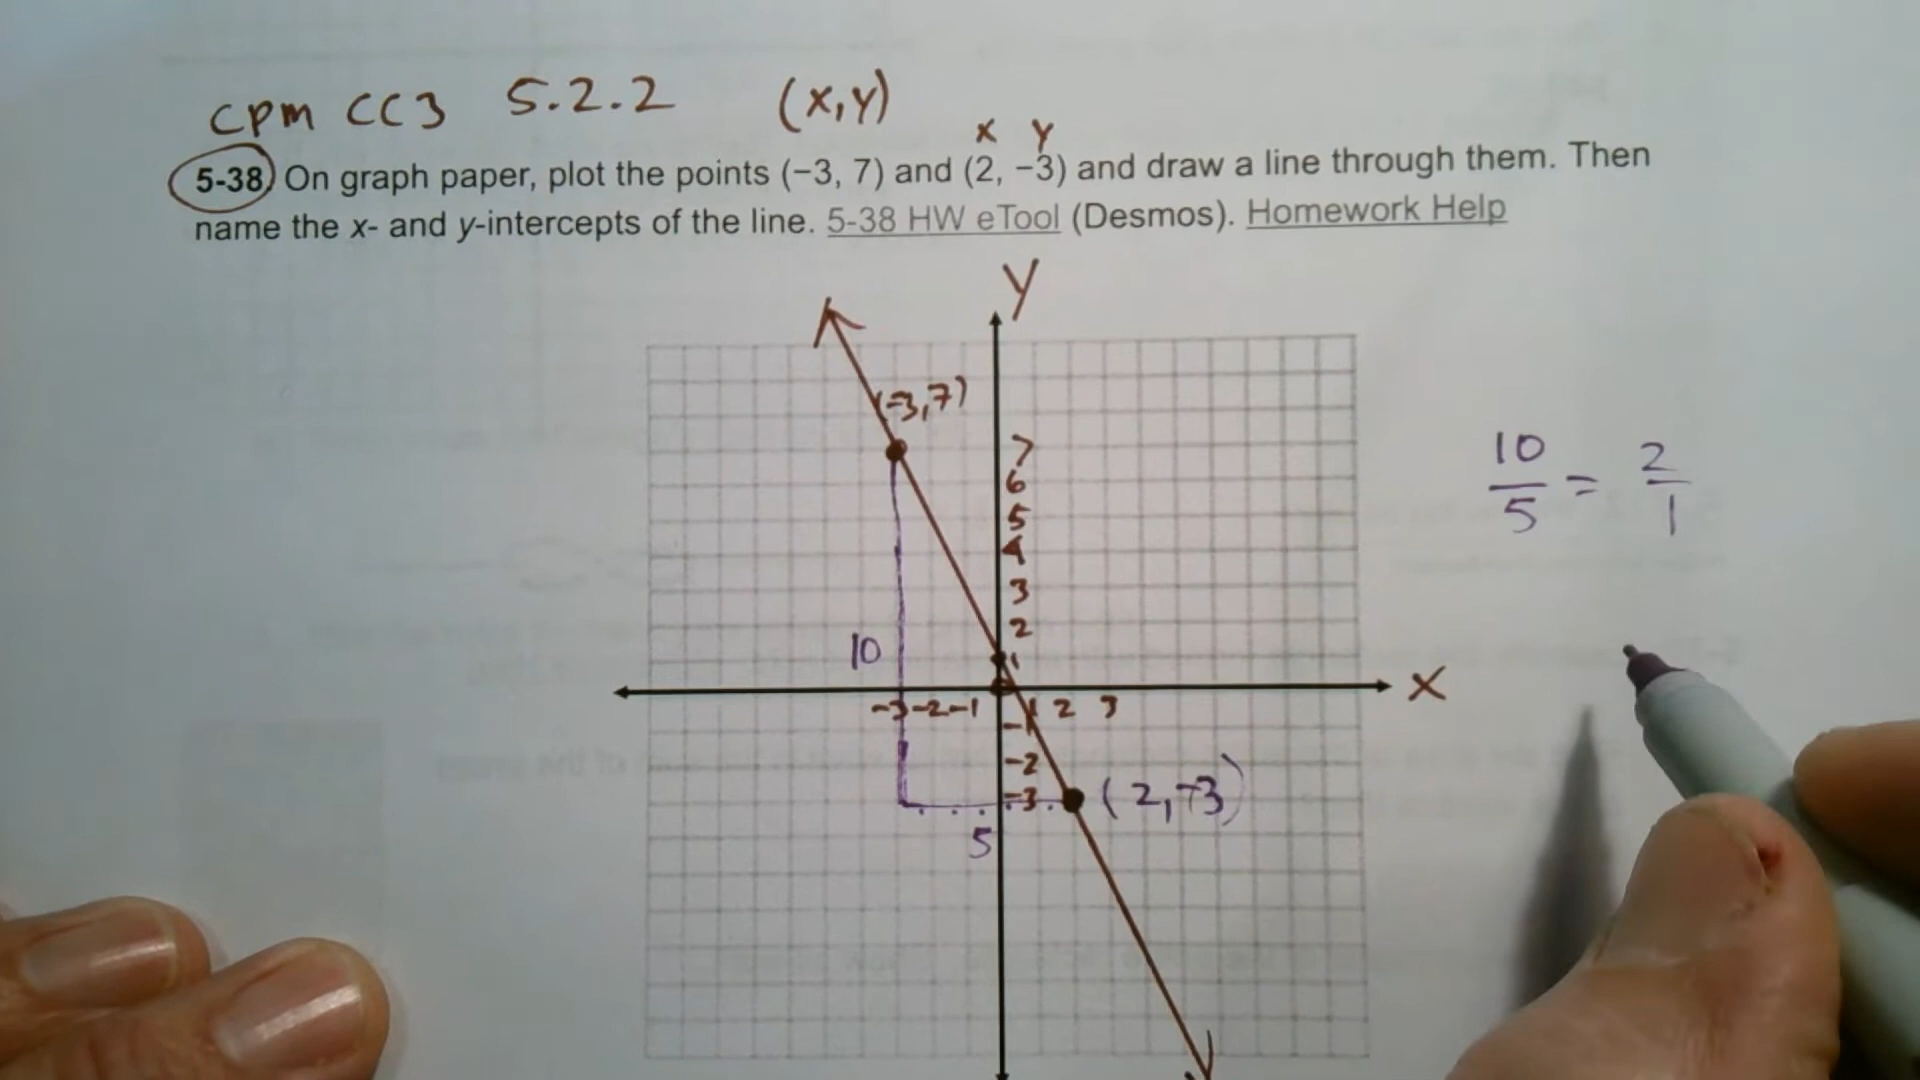 CPM CC3 5.2.2 (X,Y)
X Y
5-38 On graph paper, plot the points (−3, 7) and (2, −3) and draw a line through them. Then
name the x- and y-intercepts of the line. 5-38 HW eTool (Desmos). Homework Help
Y
(-3,7)
7
6
5
4
3
2
1
10
5
=
2
1
10
X
-3 -2 -1 1 2 3
-1
-2
-3
(2,-3)
5